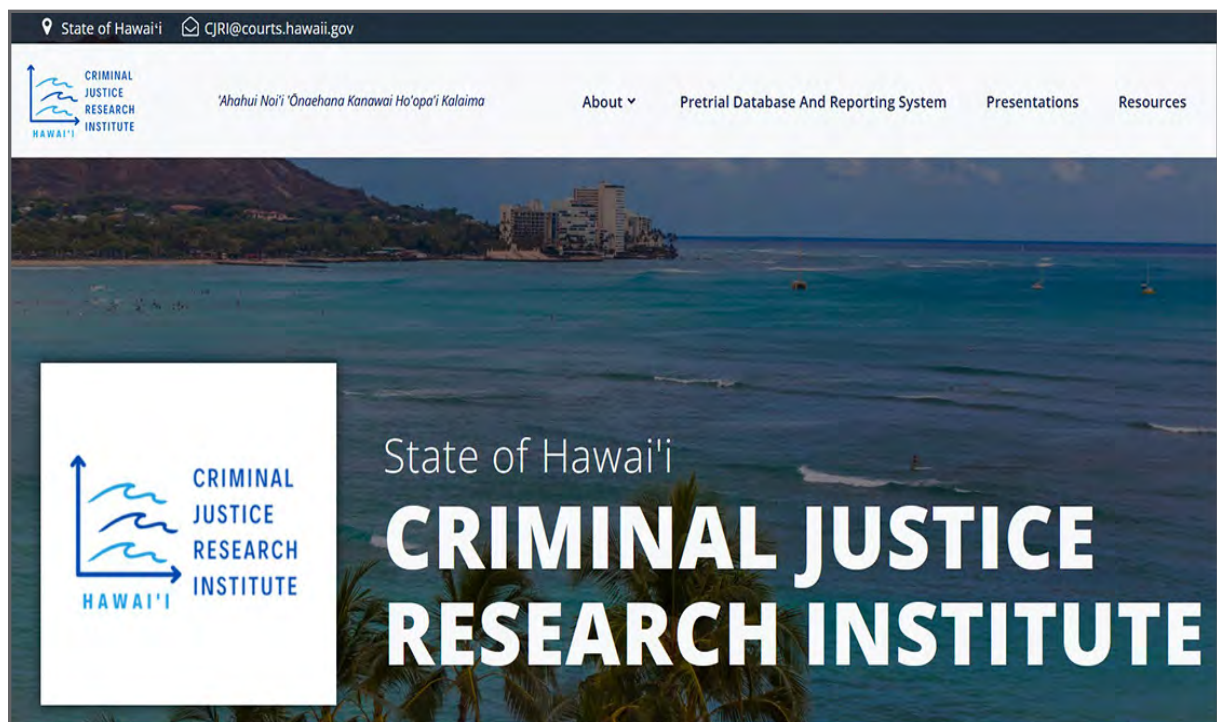 State of Hawaiʻi CJRI@courts.hawaii.gov
CRIMINAL
JUSTICE
RESEARCH
INSTITUTE
HAWAI'I
'Ahahui Noi'i 'Ōnaehana Kanawai Ho'opa'i Kalaima
About Pretrial Database And Reporting System Presentations Resources
State of Hawai'i
CRIMINAL JUSTICE
RESEARCH INSTITUTE
CRIMINAL
JUSTICE
RESEARCH
INSTITUTE
HAWAI'I